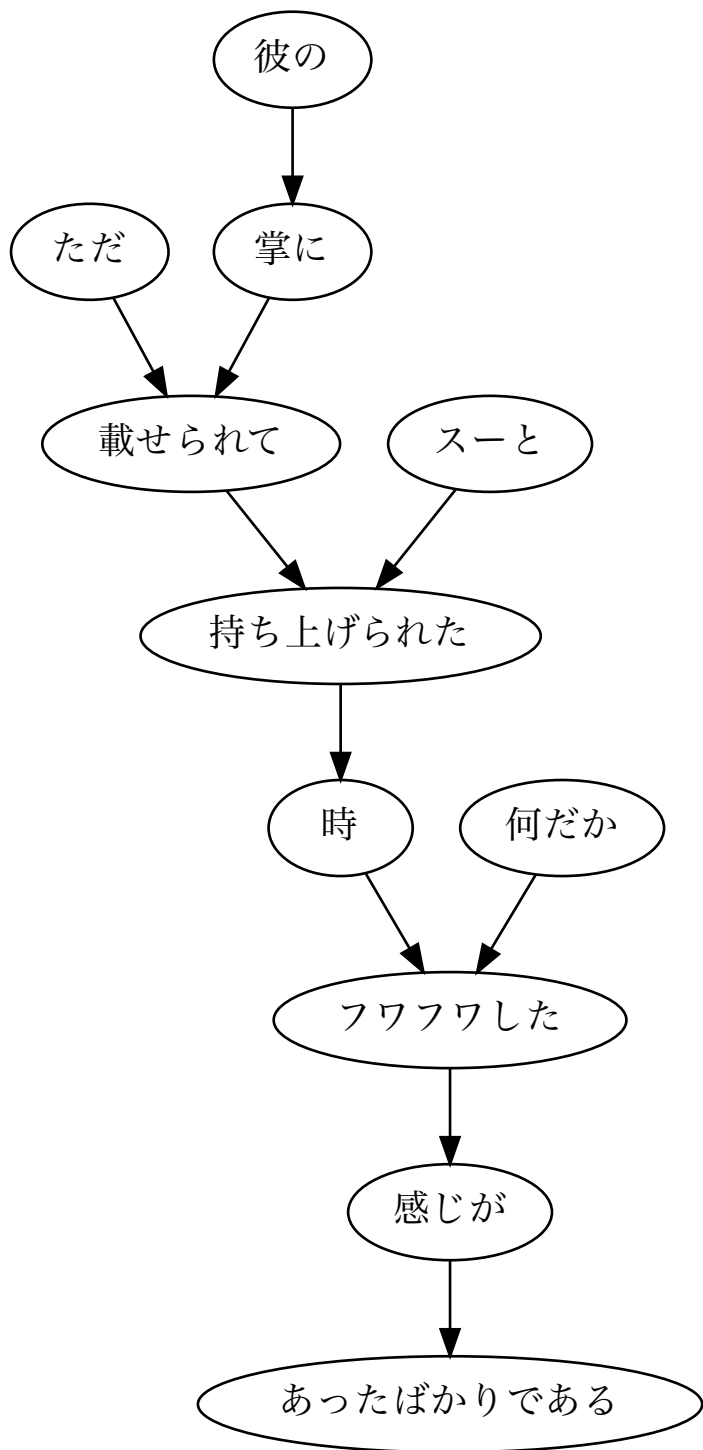 彼の
ただ
掌に
載せられて
スーと
持ち上げられた
時
何だか
フワフワした
感じが
あったばかりである